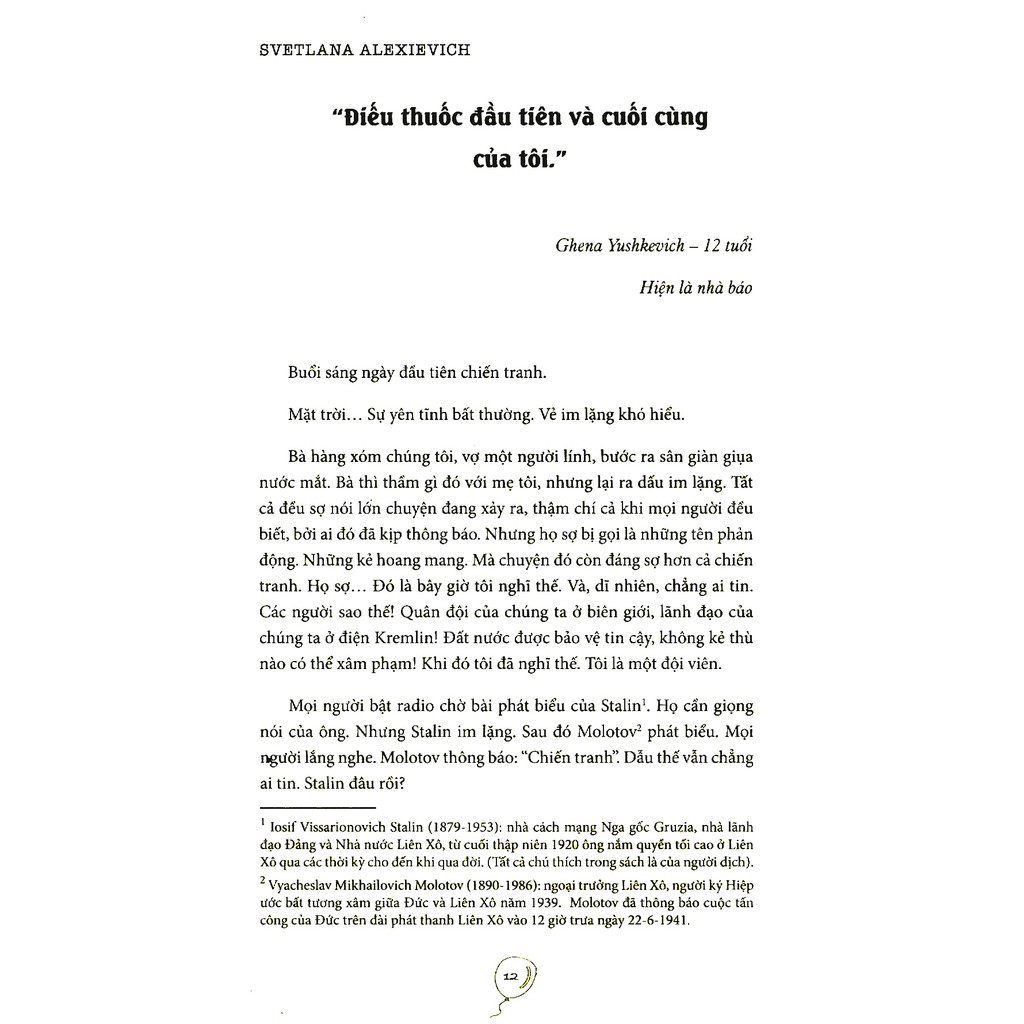 SVETLANA ALEXIEVICH
“Điếu thuốc đầu tiên và cuối cùng
của tôi.”
Ghena Yushkevich – 12 tuổi
Hiện là nhà báo
Buổi sáng ngày đầu tiên chiến tranh.
Mặt trời... Sự yên tĩnh bất thường. Vẻ im lặng khó hiểu.
Bà hàng xóm chúng tôi, vợ một người lính, bước ra sân giàn giụa
nước mắt. Bà thì thầm gì đó với mẹ tôi, nhưng lại ra dấu im lặng. Tất
cả đều sợ nói lớn chuyện đang xảy ra, thậm chí cả khi mọi người đều
biết, bởi ai đó đã kịp thông báo. Nhưng họ sợ bị gọi là những tên phản
động. Những kẻ hoang mang. Mà chuyện đó còn đáng sợ hơn cả chiến
tranh. Họ sợ... Đó là bây giờ tôi nghĩ thế. Và, dĩ nhiên, chẳng ai tin.
Các người sao thế! Quân đội của chúng ta ở biên giới, lãnh đạo của
chúng ta ở điện Kremlin! Đất nước được bảo vệ tin cậy, không kẻ thù
nào có thể xâm phạm! Khi đó tôi đã nghĩ thế. Tôi là một đội viên.
Mọi người bật radio chờ bài phát biểu của Stalin¹. Họ cần giọng
nói của ông. Nhưng Stalin im lặng. Sau đó Molotov² phát biểu. Mọi
người lắng nghe. Molotov thông báo: “Chiến tranh”. Dẫu thế vẫn chẳng
ai tin. Stalin đâu rồi?
¹ Iosif Vissarionovich Stalin (1879-1953): nhà cách mạng Nga gốc Gruzia, nhà lãnh
đạo Đảng và Nhà nước Liên Xô, từ cuối thập niên 1920 ông nắm quyền tối cao ở Liên
Xô qua các thời kỳ cho đến khi qua đời. (Tất cả chú thích trong sách là của người dịch).
² Vyacheslav Mikhailovich Molotov (1890-1986): ngoại trưởng Liên Xô, người ký Hiệp
ước bất tương xâm giữa Đức và Liên Xô năm 1939. Molotov đã thông báo cuộc tấn
công của Đức trên đài phát thanh Liên Xô vào 12 giờ trưa ngày 22-6-1941.
12